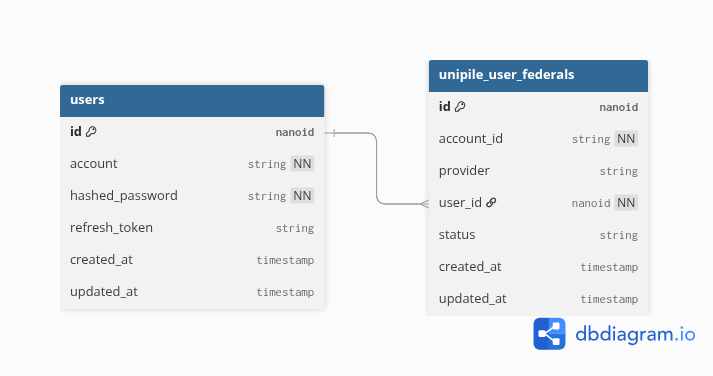 users
id nanoid
account string NN
hashed_password string NN
refresh_token string
created_at timestamp
updated_at timestamp
unipile_user_federals
id nanoid
account_id string NN
provider string
user_id nanoid NN
status string
created_at timestamp
updated_at timestamp
dbdiagram.io